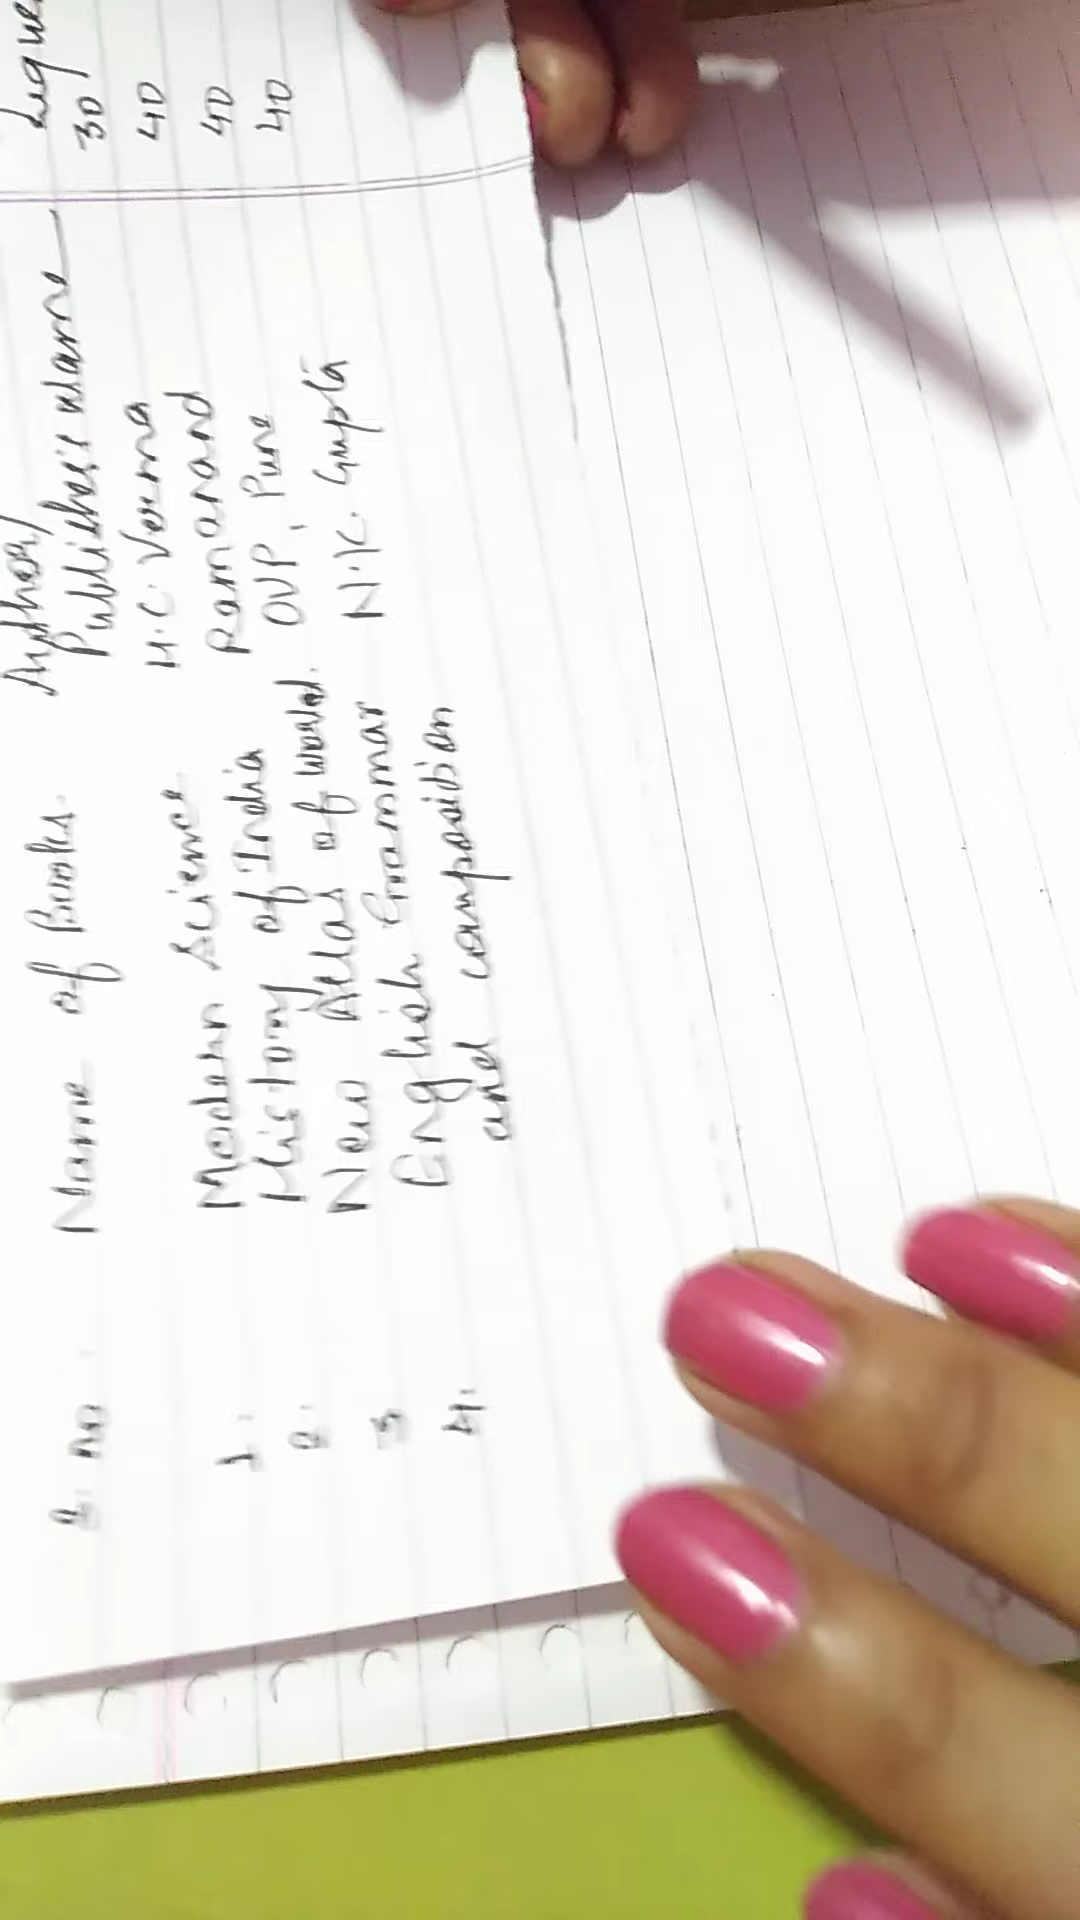 Author/
S. no. Name of Books. Publisher's Name
30
1. Modern Science H.C. Verma 40
2. History of India Ramanand 40
3 New Atlas of World. OUP, Pune 40
4. English Grammar N.K. Gupta
and composition